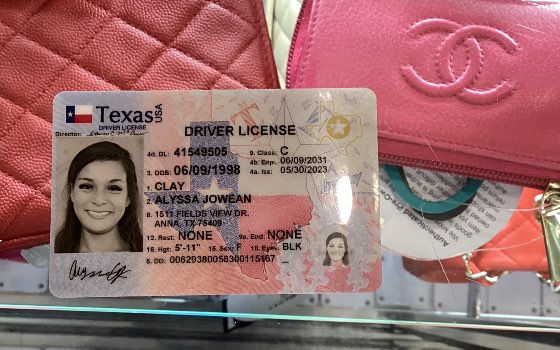 Texas USA
DRIVER LICENSE
Director:
DRIVER LICENSE
4d. DL: 41549505 9. Class: C
4b. Exp: 06/09/2031
3. DOB: 06/09/1998 4a. Iss: 05/30/2023
1. CLAY
2. ALYSSA JOWEAN
8. 1511 FIELDS VIEW DR.
ANNA, TX 75409
12. Rest: NONE 9a. End: NONE
16. Hgt: 5'-11" 15. Sex: F 18. Eyes: BLK
5. DD: 00629380058300115167
Authenticated Pre-Ow